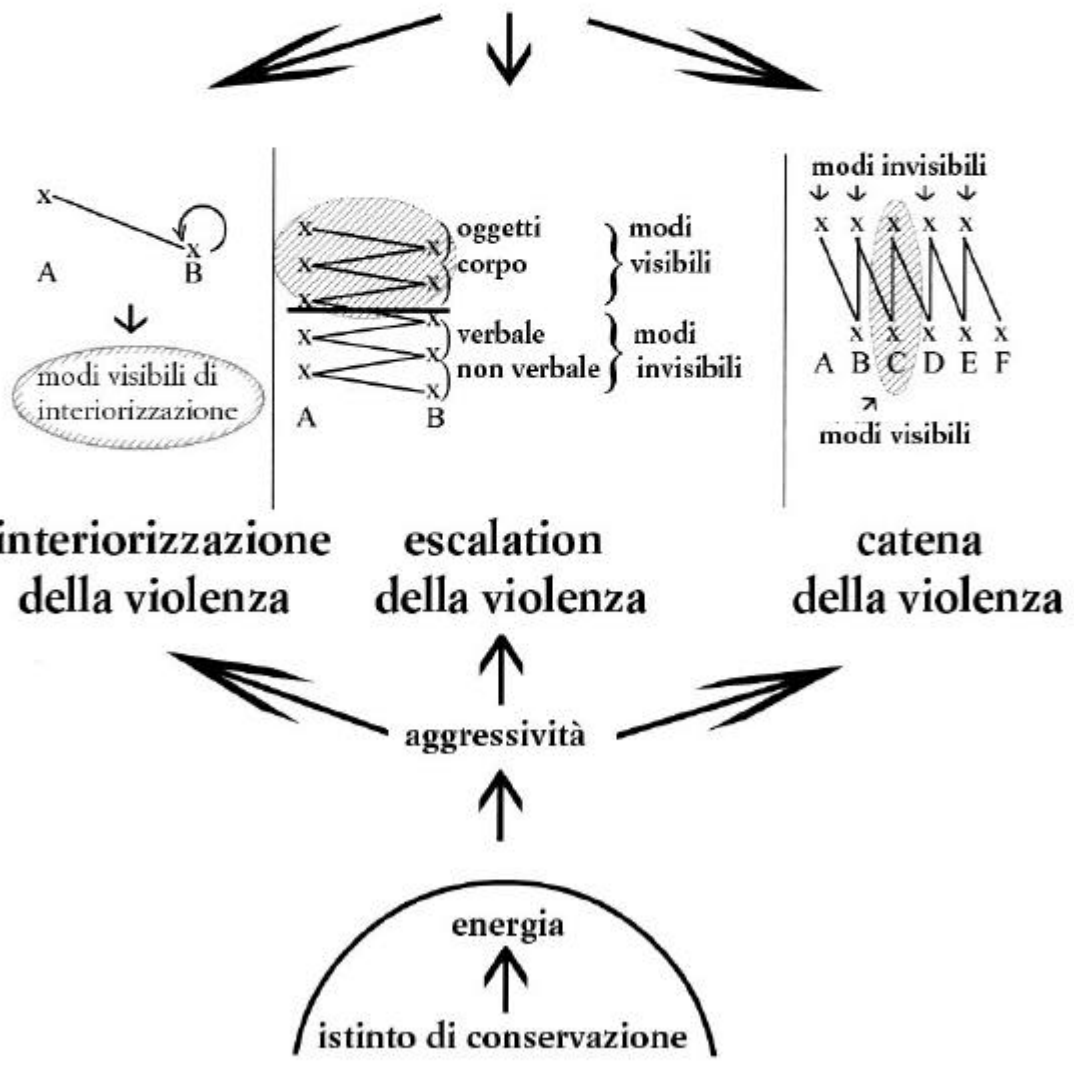 x
x
A
B
modi visibili di
interiorizzazione
x
x
x
x
x
x
x
x
x
x
oggetti
corpo
verbale
non verbale
modi
visibili
modi
invisibili
A
B
modi invisibili
x x x x x
x x x x x
A B C D E F
modi visibili
interiorizzazione
della violenza
escalation
della violenza
catena
della violenza
aggressività
energia
istinto di conservazione